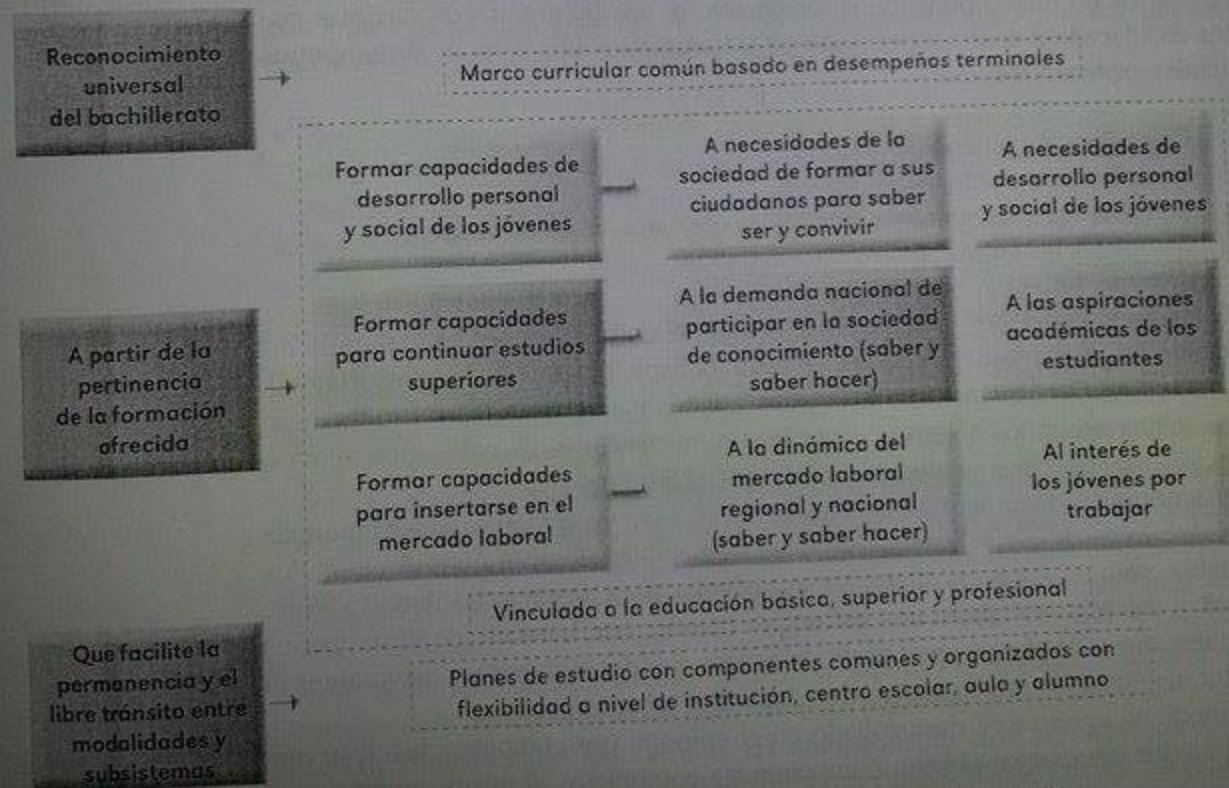 Reconocimiento
universal
del bachillerato
Marco curricular común basado en desempeños terminales
Formar capacidades de
desarrollo personal
y social de los jóvenes
A necesidades de la
sociedad de formar a sus
ciudadanos para saber
ser y convivir
A necesidades de
desarrollo personal
y social de los jóvenes
A partir de la
pertinencia
de la formación
ofrecida
Formar capacidades
para continuar estudios
superiores
A la demanda nacional de
participar en la sociedad
de conocimiento (saber y
saber hacer)
A las aspiraciones
académicas de los
estudiantes
Formar capacidades
para insertarse en el
mercado laboral
A la dinámica del
mercado laboral
regional y nacional
(saber y saber hacer)
Al interés de
los jóvenes por
trabajar
Vinculada a la educación básica, superior y profesional
Que facilite la
permanencia y el
libre tránsito entre
modalidades y
subsistemas
Planes de estudio con componentes comunes y organizados con
flexibilidad a nivel de institución, centro escolar, aula y alumno